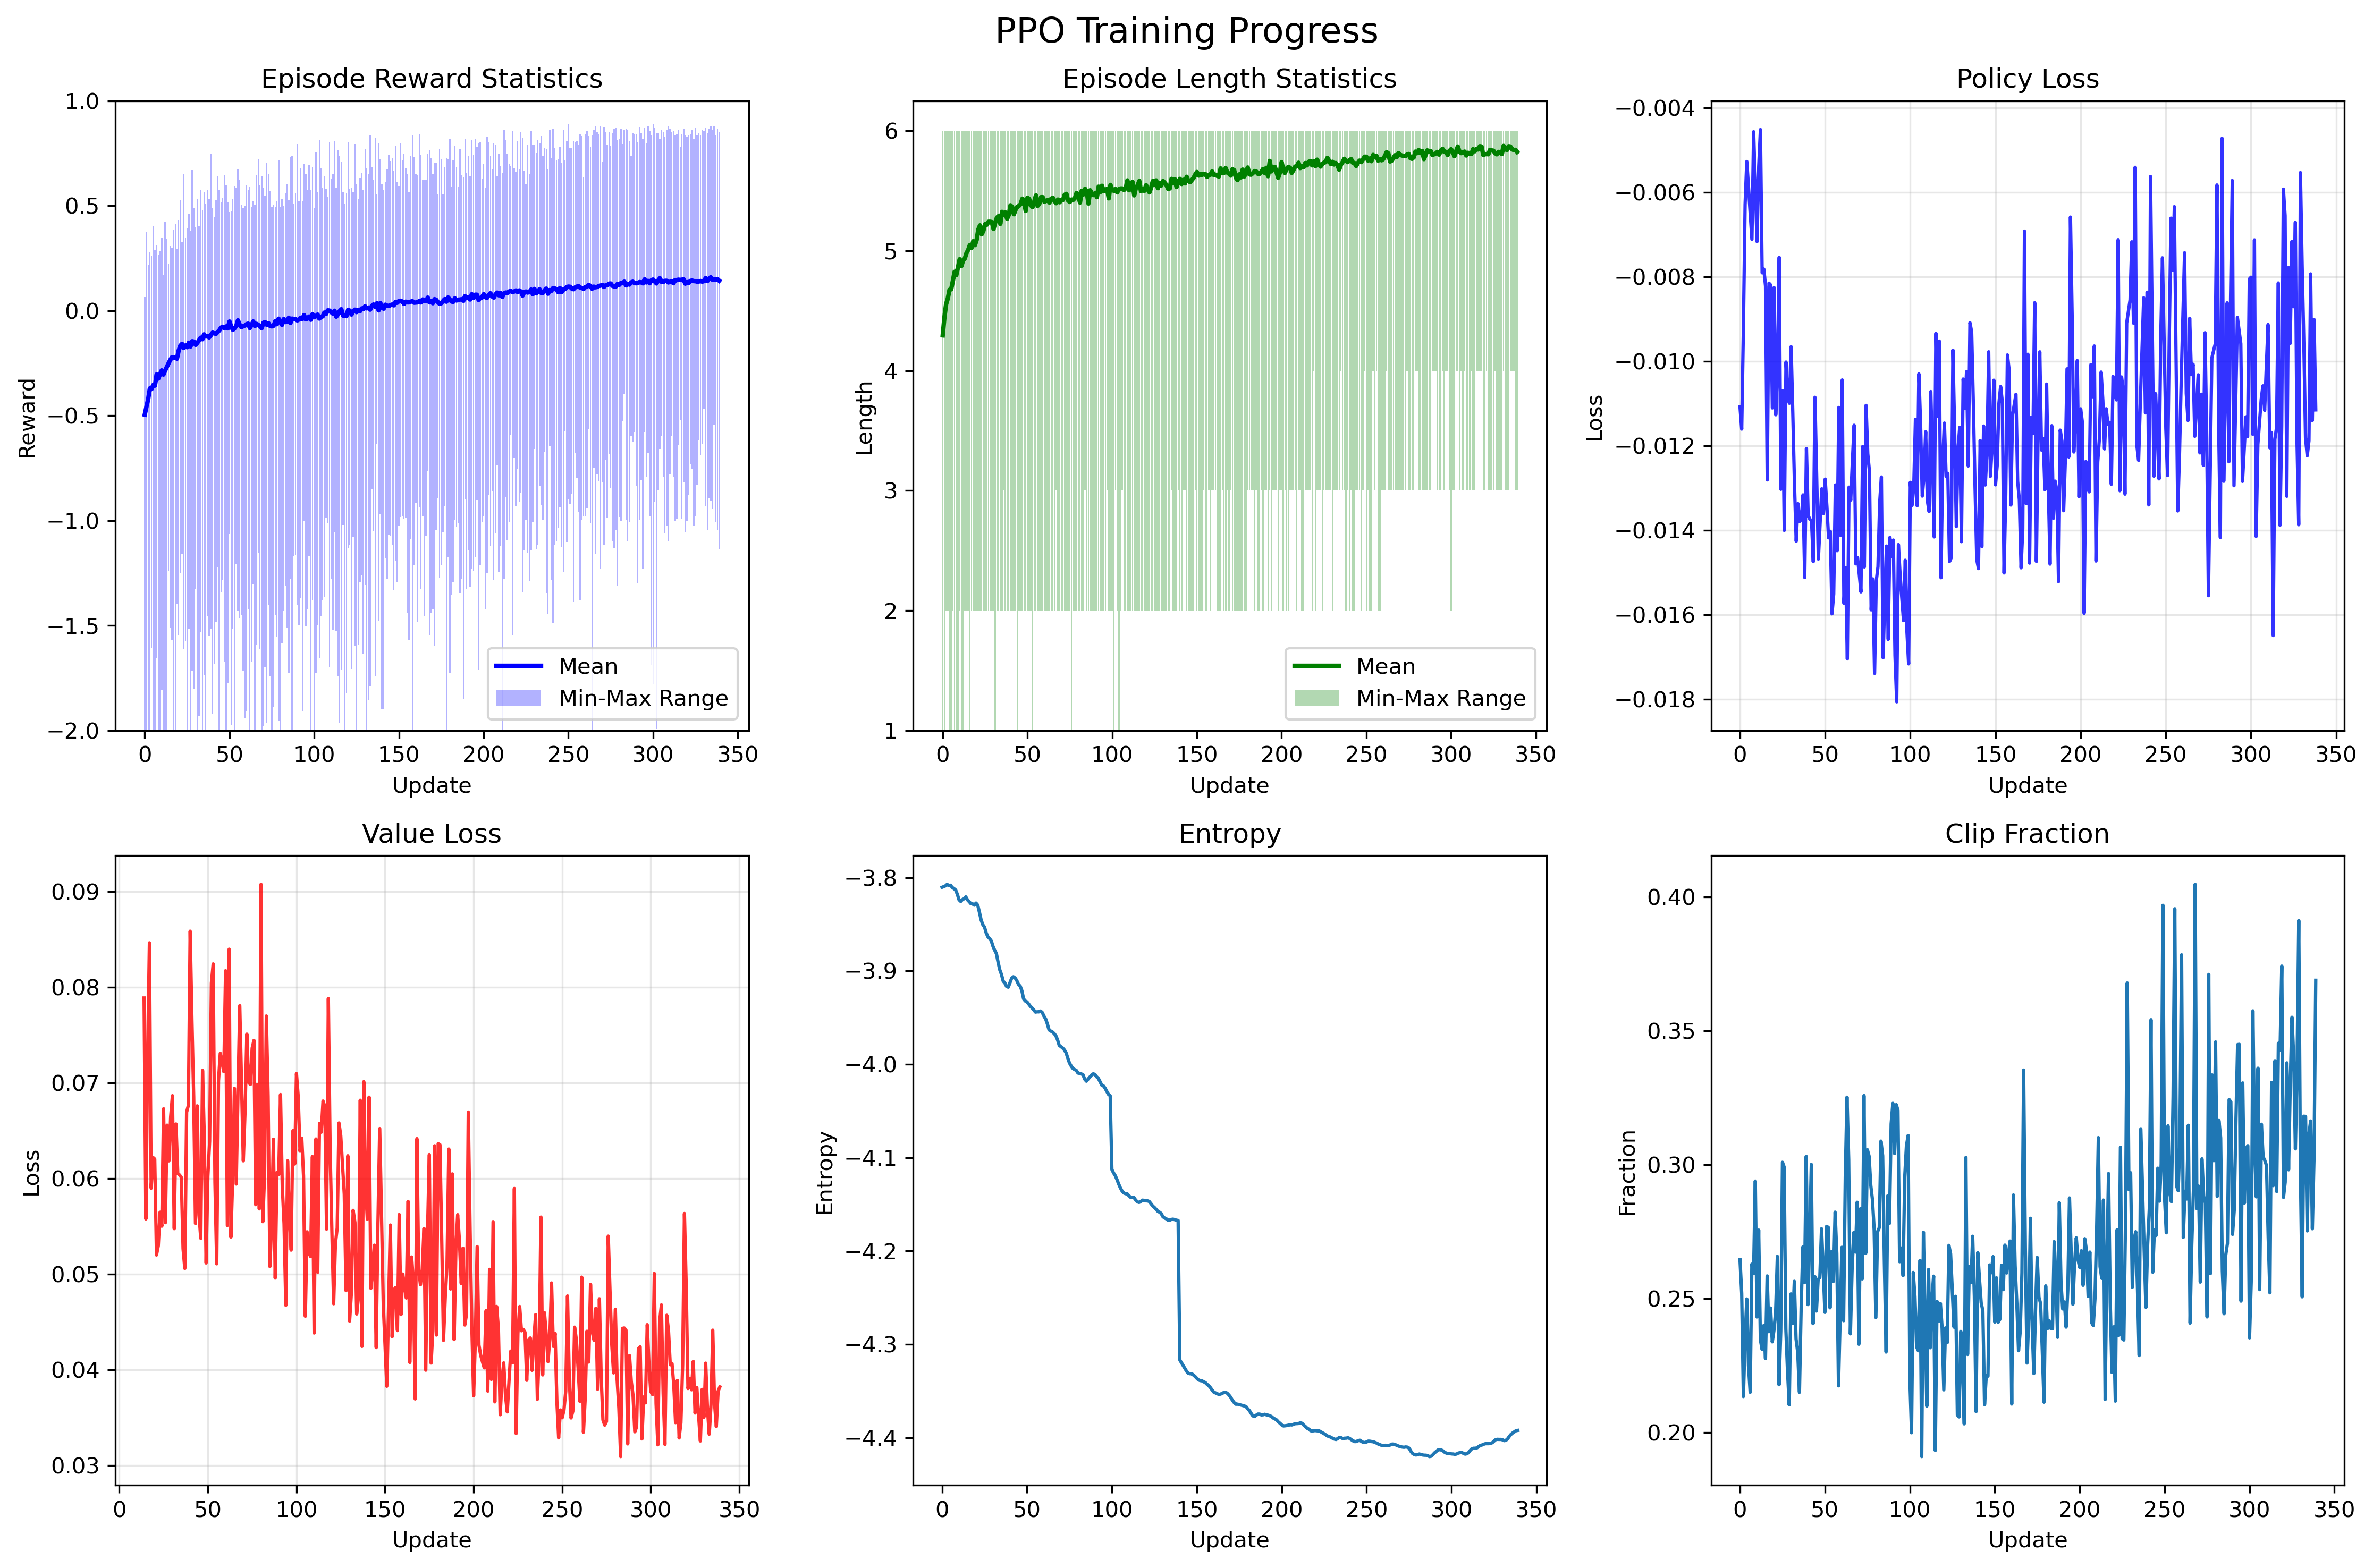 PPO Training Progress
Episode Reward Statistics
1.0
0.5
0.0
−0.5
−1.0
−1.5
−2.0
Reward
Mean
Min-Max Range
0 50 100 150 200 250 300 350
Update
Episode Length Statistics
6
5
4
3
2
1
Length
Mean
Min-Max Range
0 50 100 150 200 250 300 350
Update
Policy Loss
−0.004
−0.006
−0.008
−0.010
−0.012
−0.014
−0.016
−0.018
Loss
0 50 100 150 200 250 300 350
Update
Value Loss
0.09
0.08
0.07
0.06
0.05
0.04
0.03
Loss
0 50 100 150 200 250 300 350
Update
Entropy
−3.8
−3.9
−4.0
−4.1
−4.2
−4.3
−4.4
Entropy
0 50 100 150 200 250 300 350
Update
Clip Fraction
0.40
0.35
0.30
0.25
0.20
Fraction
0 50 100 150 200 250 300 350
Update